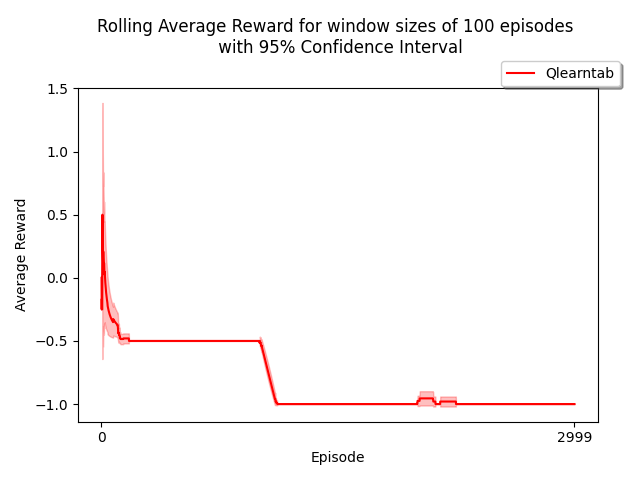 Rolling Average Reward for window sizes of 100 episodes
with 95% Confidence Interval
Qlearntab
1.5
1.0
0.5
0.0
−0.5
−1.0
Average Reward
0
2999
Episode